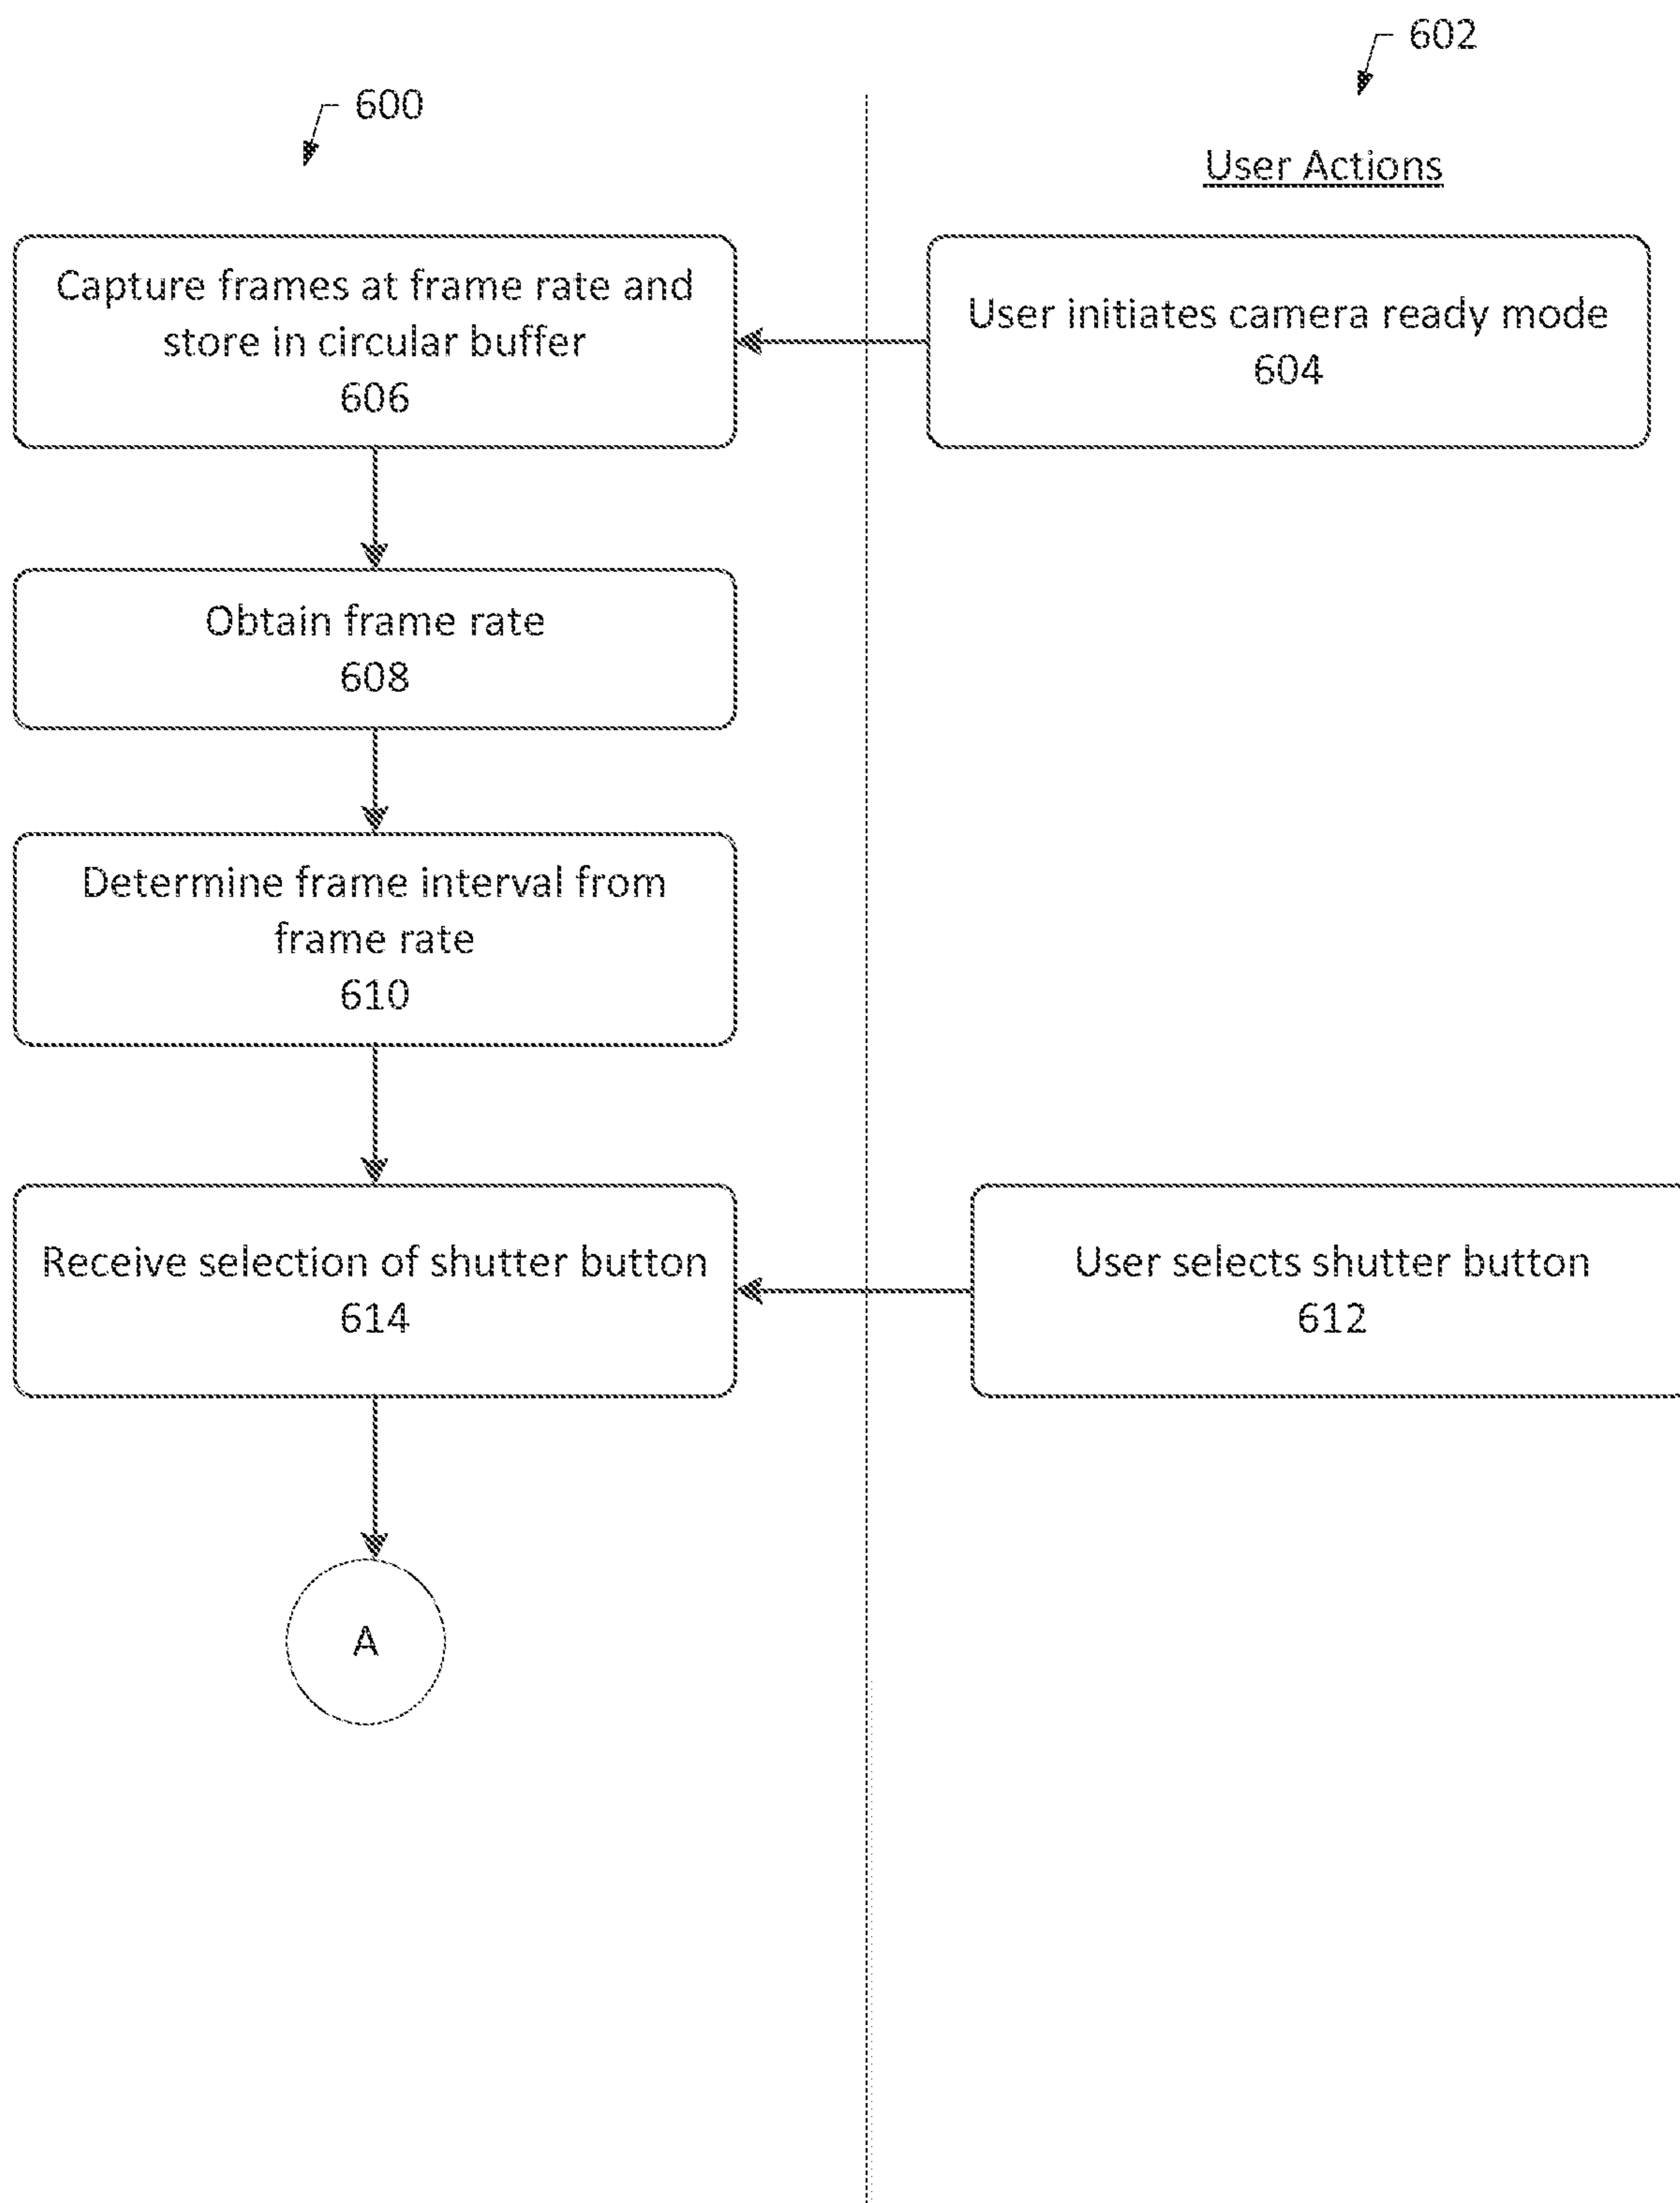 602
600
User Actions
Capture frames at frame rate and
store in circular buffer
606
User initiates camera ready mode
604
Obtain frame rate
608
Determine frame interval from
frame rate
610
Receive selection of shutter button
614
User selects shutter button
612
A